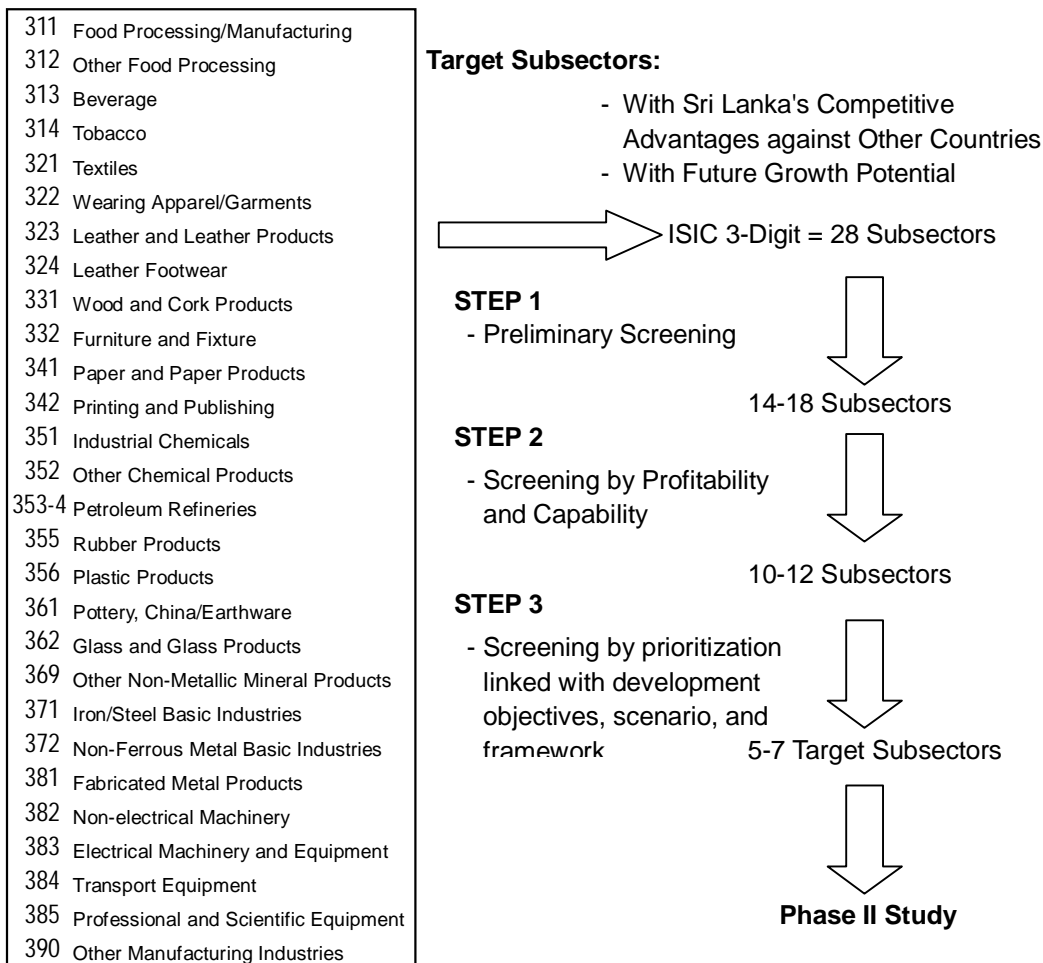 311 Food Processing/Manufacturing
312 Other Food Processing
313 Beverage
314 Tobacco
321 Textiles
322 Wearing Apparel/Garments
323 Leather and Leather Products
324 Leather Footwear
331 Wood and Cork Products
332 Furniture and Fixture
341 Paper and Paper Products
342 Printing and Publishing
351 Industrial Chemicals
352 Other Chemical Products
353-4 Petroleum Refineries
355 Rubber Products
356 Plastic Products
361 Pottery, China/Earthware
362 Glass and Glass Products
369 Other Non-Metallic Mineral Products
371 Iron/Steel Basic Industries
372 Non-Ferrous Metal Basic Industries
381 Fabricated Metal Products
382 Non-electrical Machinery
383 Electrical Machinery and Equipment
384 Transport Equipment
385 Professional and Scientific Equipment
390 Other Manufacturing Industries
Target Subsectors:
- With Sri Lanka's Competitive
Advantages against Other Countries
- With Future Growth Potential
ISIC 3-Digit = 28 Subsectors
STEP 1
- Preliminary Screening
14-18 Subsectors
STEP 2
- Screening by Profitability
and Capability
10-12 Subsectors
STEP 3
- Screening by prioritization
linked with development
objectives, scenario, and
framework
5-7 Target Subsectors
Phase II Study